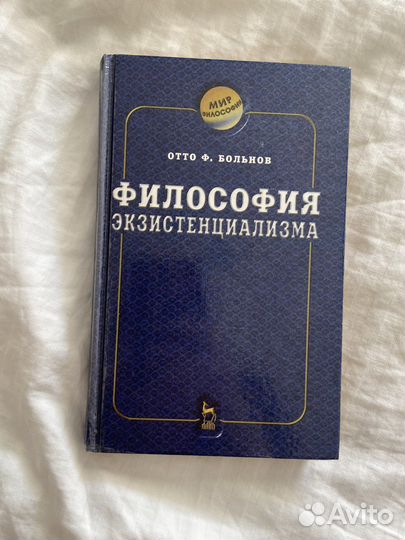 МИР
ФИЛОСОФИИ
ОТТО Ф. БОЛЬНОВ
ФИЛОСОФИЯ
ЭКЗИСТЕНЦИАЛИЗМА
Avito